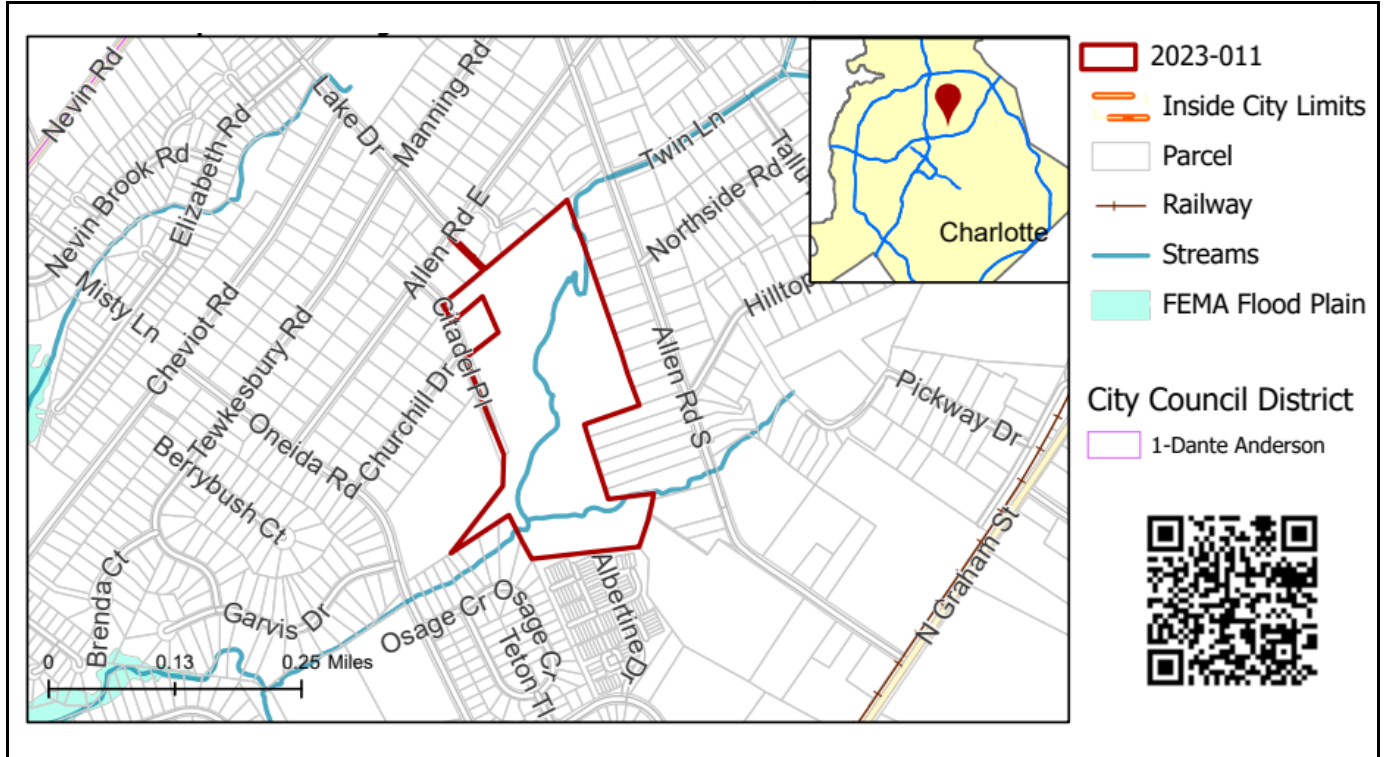 Nevin Rd
Lake Dr
Manning Rd
Elizabeth Rd
Nevin Brook Rd
Twin Ln
Northside Rd
Charlotte
Allen Rd E
Misty Ln
Cheviot Rd
Citadel Pl
Hilltop
Tewkesbury Rd
Churchill Dr
Allen Rd S
Pickway Dr
Oneida Rd
Berrybush Ct
N Graham St
Brenda Ct
Garvis Dr
Osage Cr
Osage Cr
Albertine Dr
Teton Tl
0 0.13 0.25 Miles
2023-011
Inside City Limits
Parcel
Railway
Streams
FEMA Flood Plain
City Council District
1-Dante Anderson